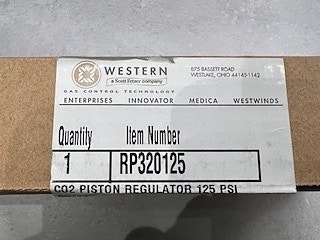 WESTERN
a Scott Fetzer company
GAS CONTROL TECHNOLOGY
875 BASSETT ROAD
WESTLAKE, OHIO 44145-1142
ENTERPRISES INNOVATOR MEDICA WESTWINDS
Quantity Item Number
1 RP320125
CO2 PISTON REGULATOR 125 PSI